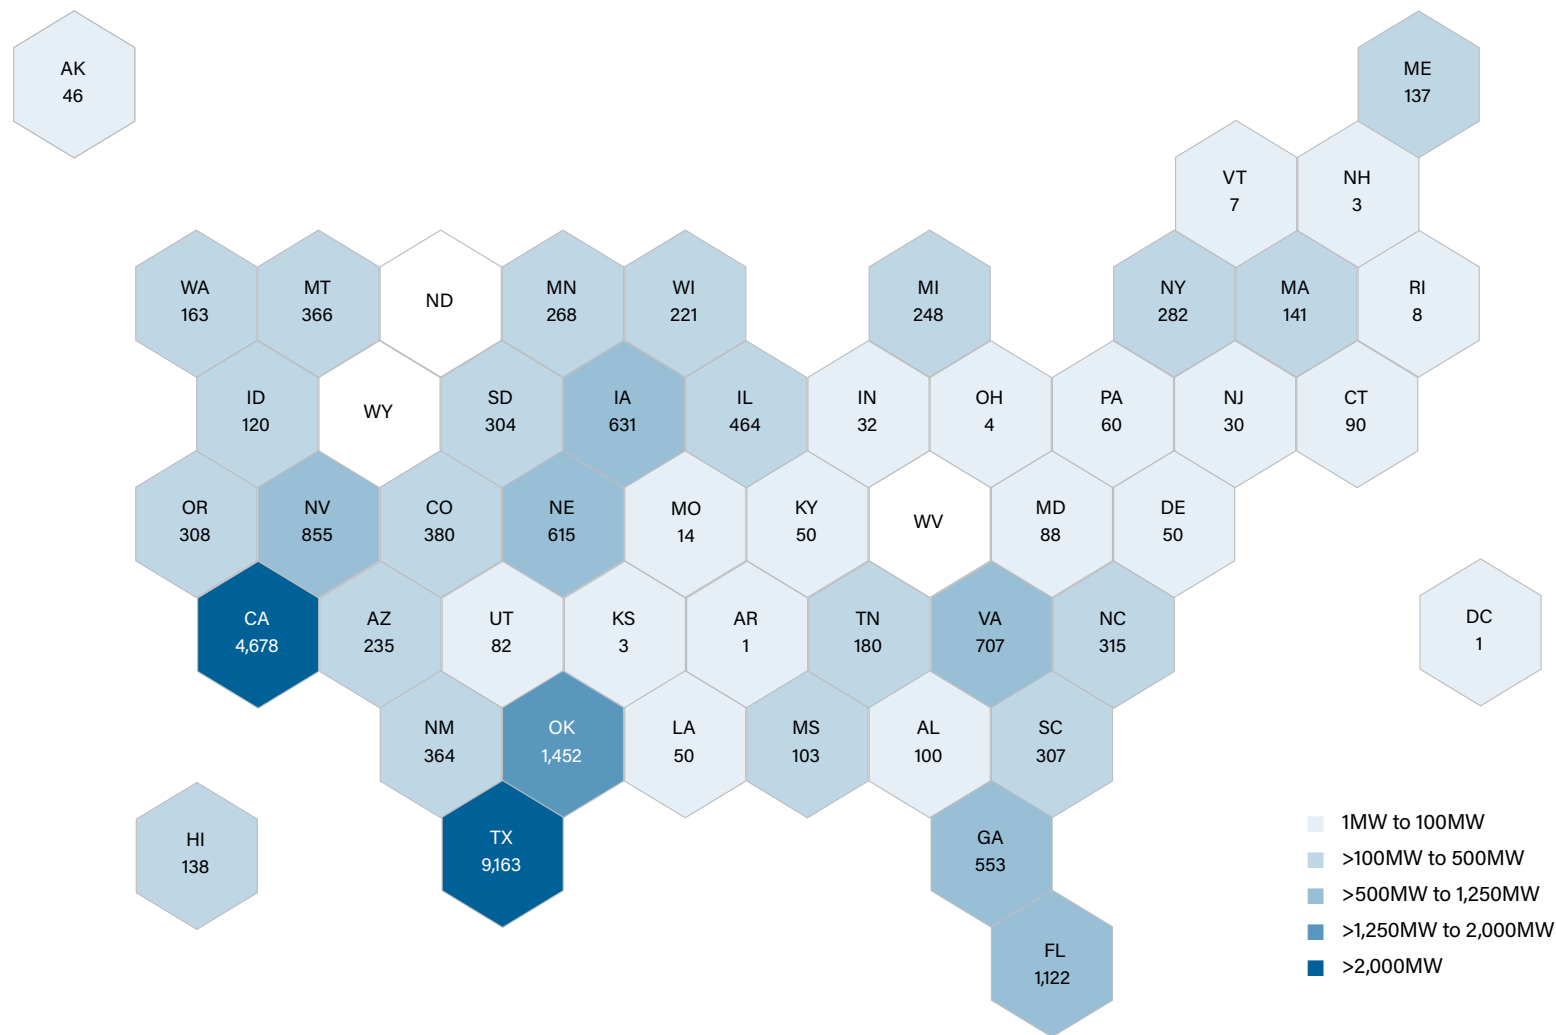 AK
46
ME
137
VT
7
NH
3
WA
163
MT
366
ND
MN
268
WI
221
MI
248
NY
282
MA
141
RI
8
ID
120
WY
SD
304
IA
631
IL
464
IN
32
OH
4
PA
60
NJ
30
CT
90
OR
308
NV
855
CO
380
NE
615
MO
14
KY
50
WV
MD
88
DE
50
CA
4,678
AZ
235
UT
82
KS
3
AR
1
TN
180
VA
707
NC
315
DC
1
NM
364
OK
1,452
LA
50
MS
103
AL
100
SC
307
HI
138
TX
9,163
GA
553
FL
1,122
1MW to 100MW
>100MW to 500MW
>500MW to 1,250MW
>1,250MW to 2,000MW
>2,000MW